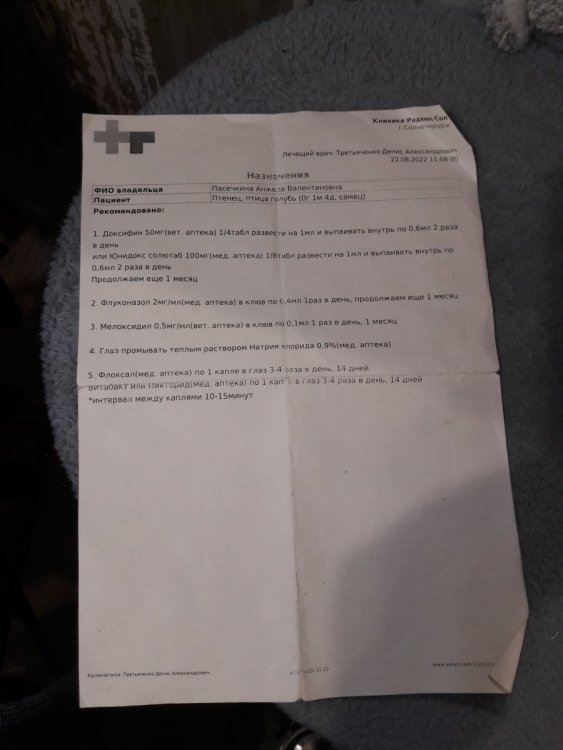 Клиника Раденис-Сол
г.Солнечногорск
Лечащий врач: Третьяченко Денис Александрович
22.08.2022 11:08:00
Назначения
ФИО владельца Пасечкина Анжела Валентиновна
Пациент Птенец, птица голубь (0г 1м 4д, самец)
Рекомендовано:
1. Доксифин 50мг(вет. аптека) 1/4табл развести на 1мл и выпаивать внутрь по 0,6мл 2 раза
в день
или Юнидокс солютаб 100мг(мед. аптека) 1/8табл развести на 1мл и выпаивать внутрь по
0,6мл 2 раза в день
Продолжаем еще 1 месяц
2. Флуконазол 2мг/мл(мед. аптека) в клюв по 0,4мл 1раз в день, продолжаем еще 1 месяц
3. Мелоксидил 0,5мг/мл(вет. аптека) в клюв по 0,1мл 1 раз в день, 1 месяц
4. Глаз промывать теплым раствором Натрия хлорида 0,9%(мед. аптека)
5. Флоксал(мед. аптека) по 1 капле в глаз 3-4 раза в день, 14 дней
Витабакт или Пиклорид(мед. аптека) по 1 капле в глаз 3-4 раза в день, 14 дней
*интервал между каплями 10-15минут
Распечатал/а: Третьяченко Денис Александрович